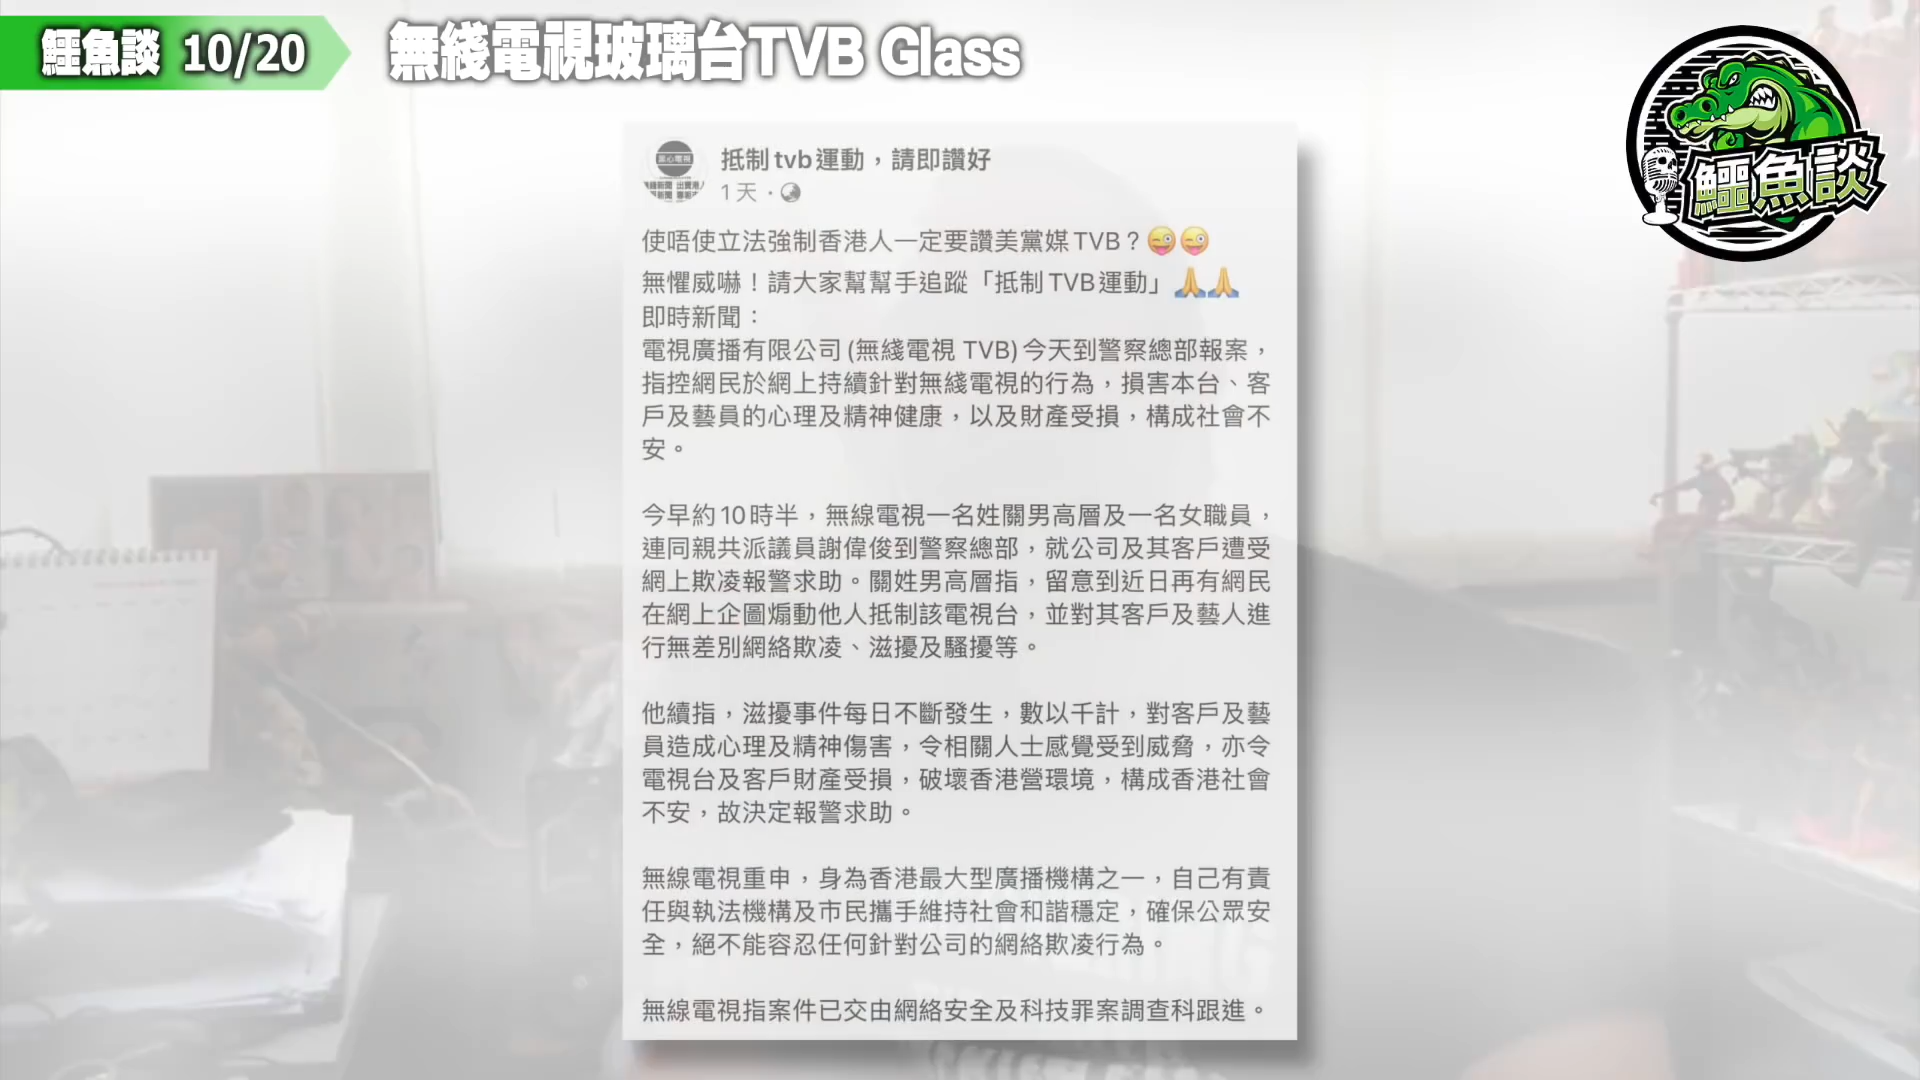 鱷魚談 10/20
無綫電視玻璃台TVB Glass
鱷魚談
黑心電視
抵制tvb運動，請即讚好
1 天
使唔使立法強制香港人一定要讚美黨媒TVB？😜😜
無懼威嚇！請大家幫幫手追蹤「抵制TVB運動」🙏🙏
即時新聞：
電視廣播有限公司(無綫電視 TVB)今天到警察總部報案，
指控網民於網上持續針對無綫電視的行為，損害本台、客
戶及藝員的心理及精神健康，以及財產受損，構成社會不
安。
今早約10時半，無線電視一名姓關男高層及一名女職員，
連同親共派議員謝偉俊到警察總部，就公司及其客戶遭受
網上欺凌報警求助。關姓男高層指，留意到近日再有網民
在網上企圖煽動他人抵制該電視台，並對其客戶及藝人進
行無差別網絡欺凌、滋擾及騷擾等。
他續指，滋擾事件每日不斷發生，數以千計，對客戶及藝
員造成心理及精神傷害，令相關人士感覺受到威脅，亦令
電視台及客戶財產受損，破壞香港營環境，構成香港社會
不安，故決定報警求助。
無線電視重申，身為香港最大型廣播機構之一，自己有責
任與執法機構及市民攜手維持社會和諧穩定，確保公眾安
全，絕不能容忍任何針對公司的網絡欺凌行為。
無線電視指案件已交由網絡安全及科技罪案調查科跟進。